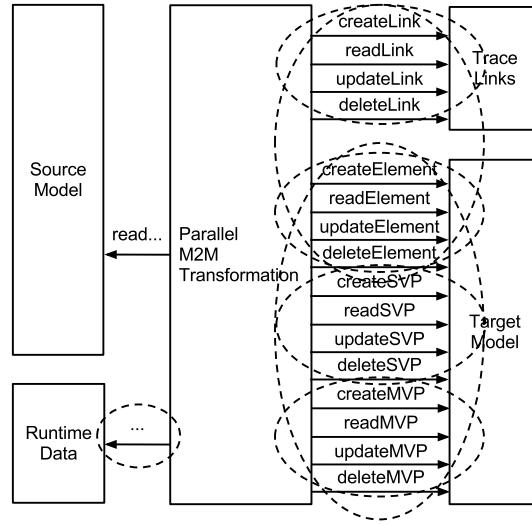 createLink
readLink
updateLink
deleteLink
Trace
Links
Source
Model
read...
Parallel
M2M
Transformation
createElement
readElement
updateElement
deleteElement
createSVP
readSVP
updateSVP
deleteSVP
createMVP
readMVP
updateMVP
deleteMVP
Target
Model
Runtime
Data
...